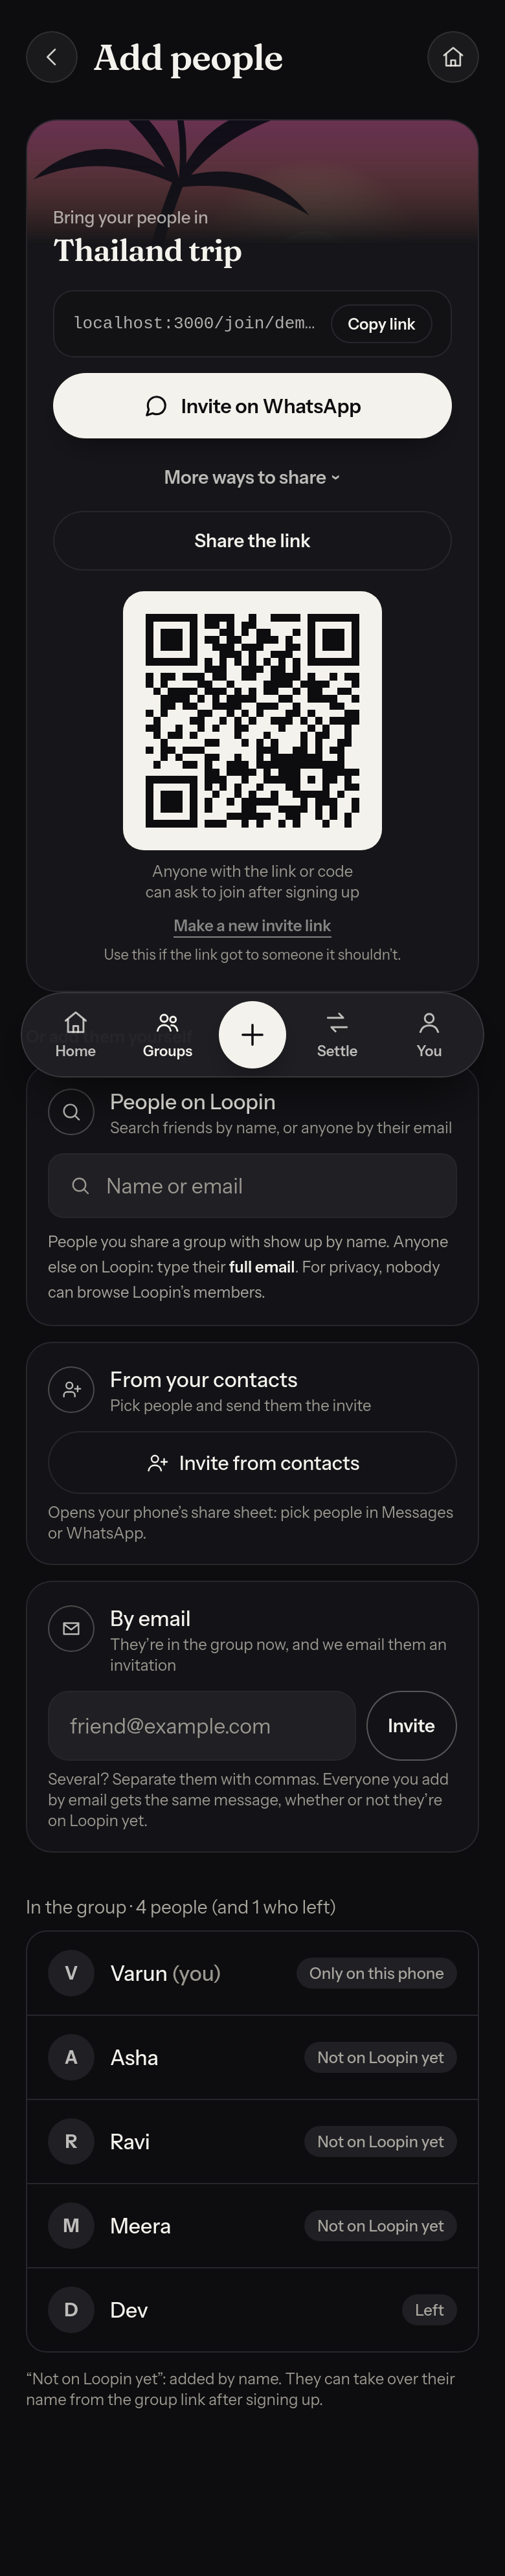 Add people
Bring your people in
Thailand trip
localhost:3000/join/dem…
Copy link
Invite on WhatsApp
More ways to share
Share the link
Anyone with the link or code
can ask to join after signing up
Make a new invite link
Use this if the link got to someone it shouldn’t.
Or add them yourself
Home
Groups
Settle
You
People on Loopin
Search friends by name, or anyone by their email
Name or email
People you share a group with show up by name. Anyone
else on Loopin: type their full email. For privacy, nobody
can browse Loopin’s members.
From your contacts
Pick people and send them the invite
Invite from contacts
Opens your phone’s share sheet: pick people in Messages
or WhatsApp.
By email
They’re in the group now, and we email them an
invitation
friend@example.com
Invite
Several? Separate them with commas. Everyone you add
by email gets the same message, whether or not they’re
on Loopin yet.
In the group · 4 people (and 1 who left)
V
Varun (you)
Only on this phone
A
Asha
Not on Loopin yet
R
Ravi
Not on Loopin yet
M
Meera
Not on Loopin yet
D
Dev
Left
“Not on Loopin yet”: added by name. They can take over their
name from the group link after signing up.